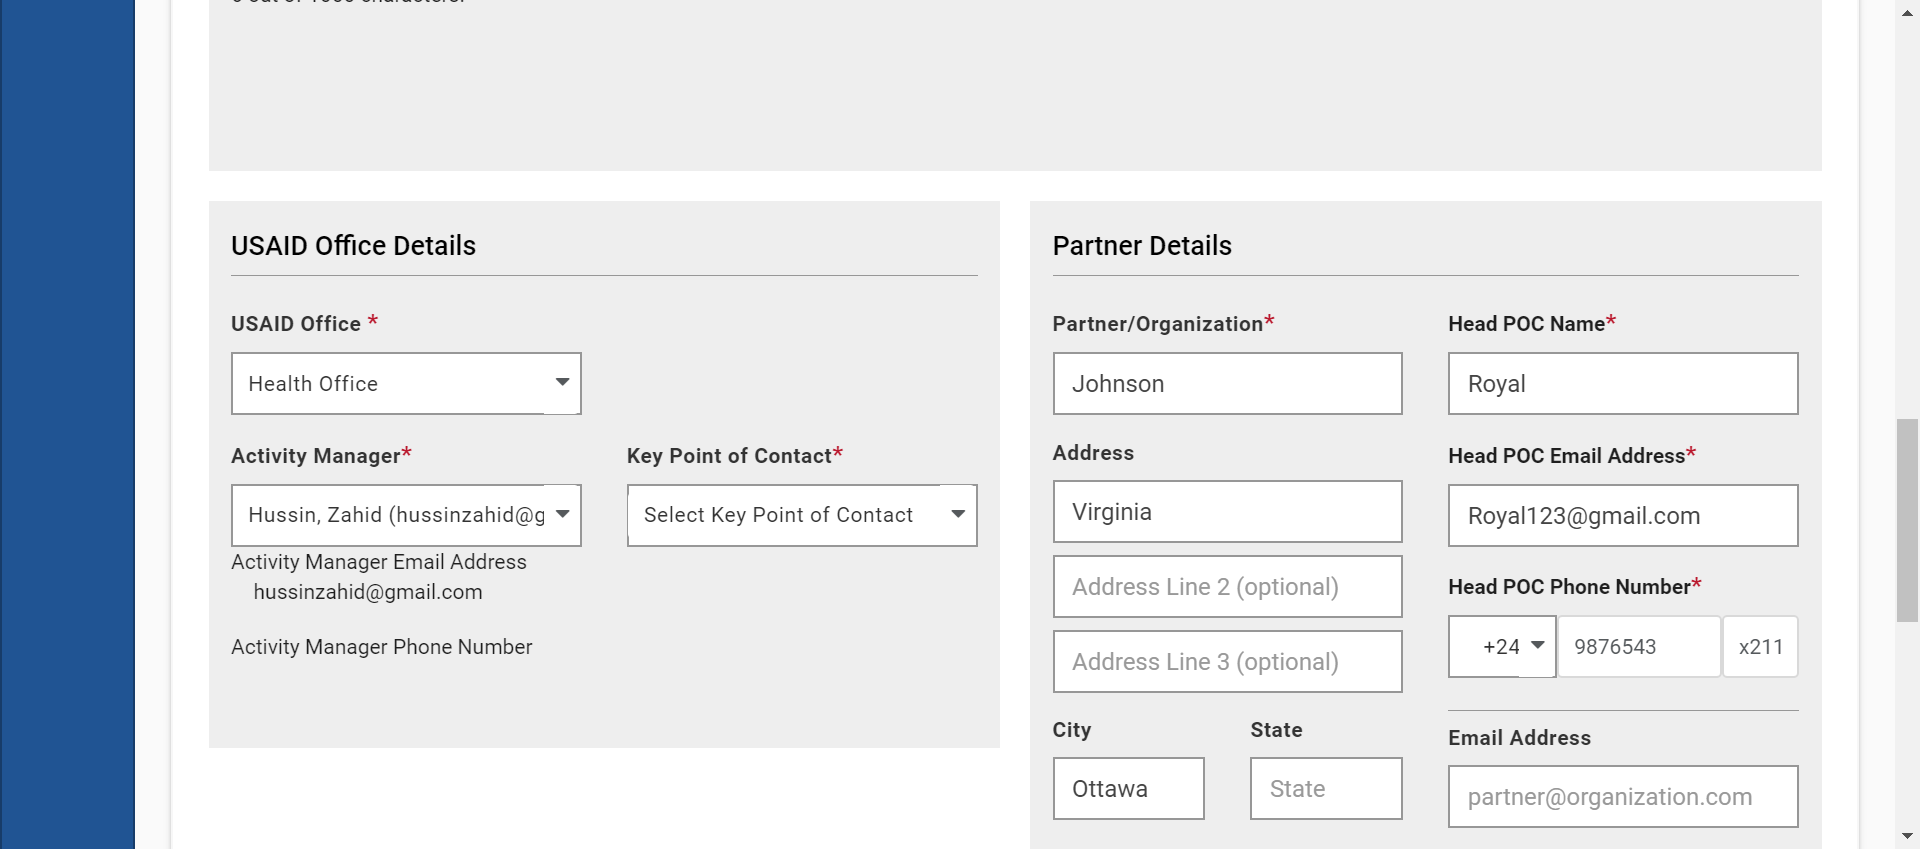 USAID Office Details
USAID Office *
Health Office
Activity Manager*
Key Point of Contact*
Hussin, Zahid (hussinzahid@g
Select Key Point of Contact
Activity Manager Email Address
hussinzahid@gmail.com
Activity Manager Phone Number
Partner Details
Partner/Organization*
Head POC Name*
Johnson
Royal
Address
Head POC Email Address*
Virginia
Royal123@gmail.com
Address Line 2 (optional)
Head POC Phone Number*
Address Line 3 (optional)
+24
9876543
x211
City
State
Email Address
Ottawa
State
partner@organization.com